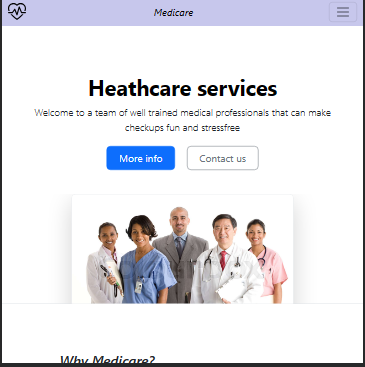 Medicare
Heathcare services
Welcome to a team of well trained medical professionals that can make
checkups fun and stressfree
More info
Contact us
Why Medicare?